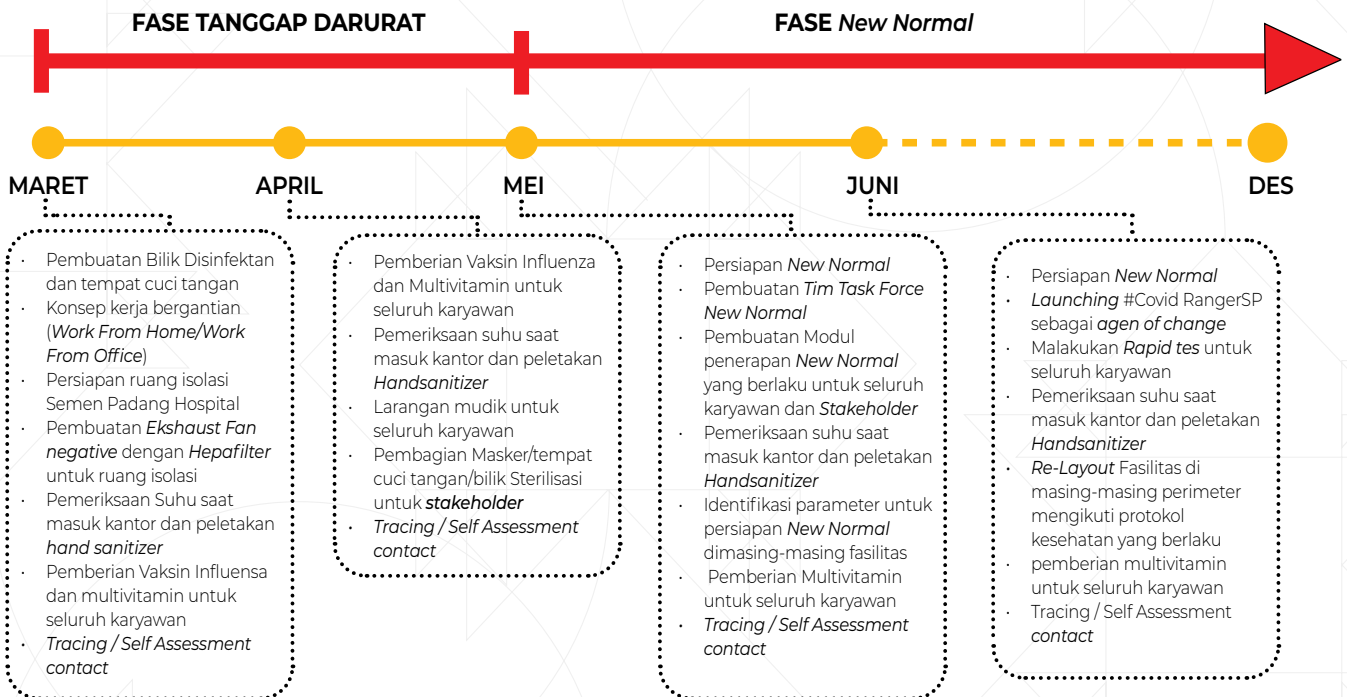 FASE TANGGAP DARURAT
FASE New Normal
MARET
APRIL
MEI
JUNI
DES
· Pembuatan Bilik Disinfektan
dan tempat cuci tangan
· Konsep kerja bergantian
(Work From Home/Work
From Office)
· Persiapan ruang isolasi
Semen Padang Hospital
· Pembuatan Ekshaust Fan
negative dengan Hepafilter
untuk ruang isolasi
· Pemeriksaan Suhu saat
masuk kantor dan peletakan
hand sanitizer
· Pemberian Vaksin Influensa
dan multivitamin untuk
seluruh karyawan
· Tracing / Self Assessment
contact
· Pemberian Vaksin Influenza
dan Multivitamin untuk
seluruh karyawan
· Pemeriksaan suhu saat
masuk kantor dan peletakan
Handsanitizer
· Larangan mudik untuk
seluruh karyawan
· Pembagian Masker/tempat
cuci tangan/bilik Sterilisasi
untuk stakeholder
· Tracing / Self Assessment
contact
· Persiapan New Normal
· Pembuatan Tim Task Force
New Normal
· Pembuatan Modul
penerapan New Normal
yang berlaku untuk seluruh
karyawan dan Stakeholder
· Pemeriksaan suhu saat
masuk kantor dan peletakan
Handsanitizer
· Identifikasi parameter untuk
persiapan New Normal
dimasing-masing fasilitas
· Pemberian Multivitamin
untuk seluruh karyawan
· Tracing / Self Assessment
contact
· Persiapan New Normal
· Launching #Covid RangerSP
sebagai agen of change
· Malakukan Rapid tes untuk
seluruh karyawan
· Pemeriksaan suhu saat
masuk kantor dan peletakan
Handsanitizer
· Re-Layout Fasilitas di
masing-masing perimeter
mengikuti protokol
kesehatan yang berlaku
· pemberian multivitamin
untuk seluruh karyawan
· Tracing / Self Assessment
contact